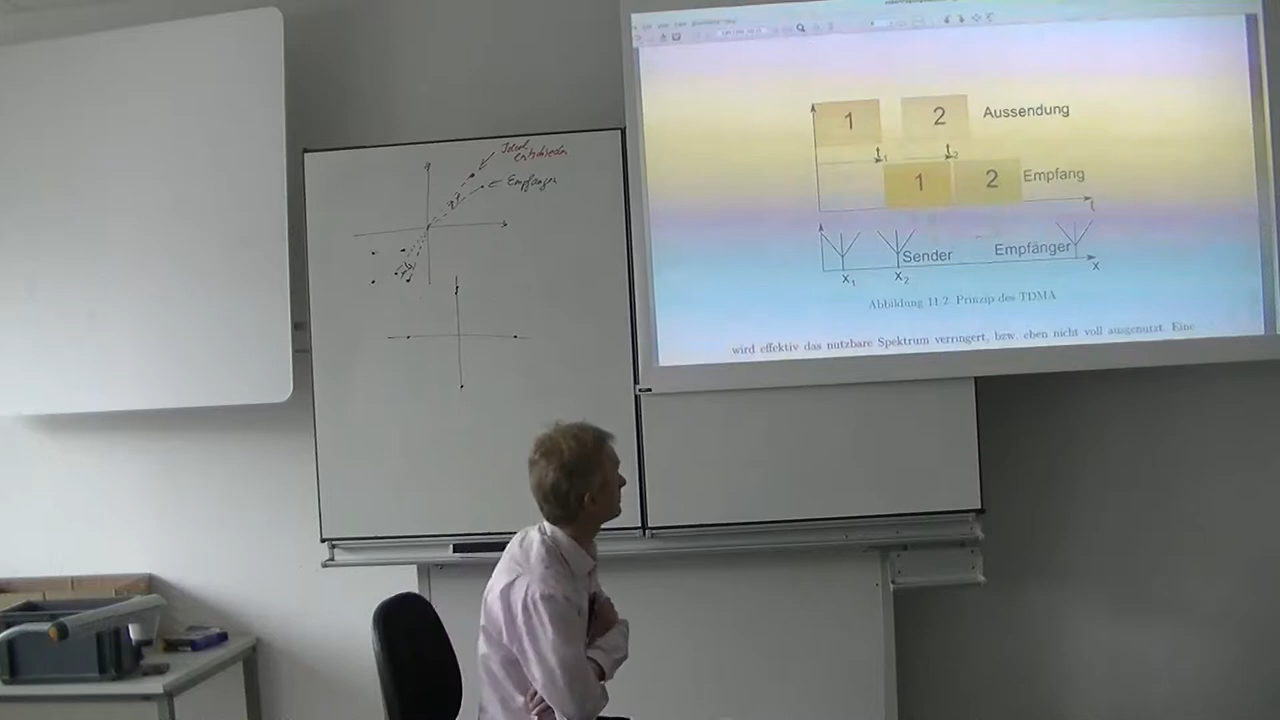 Ideal
entschieden
Empfänger
1
2
Aussendung
t1
t2
1
2
Empfang
t
Sender
Empfänger
x1
x2
x
Abbildung 11.2 Prinzip des TDMA
wird effektiv das nutzbare Spektrum verringert, bzw. eben nicht voll ausgenutzt. Eine